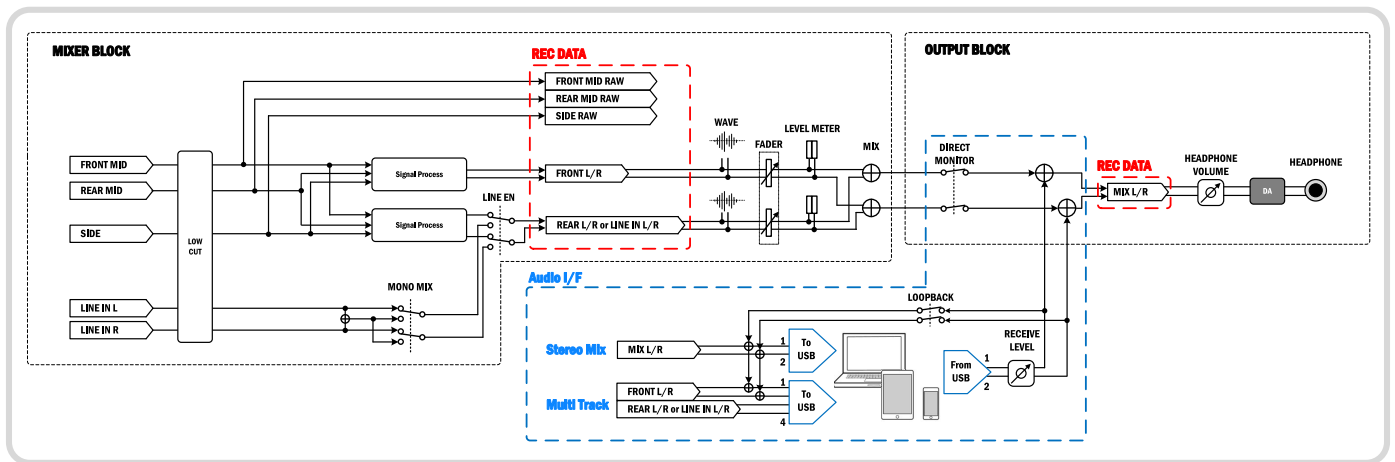 MIXER BLOCK
REC DATA
FRONT MID RAW
REAR MID RAW
SIDE RAW
FRONT MID
REAR MID
SIDE
LINE IN L
LINE IN R
LOW
CUT
Signal Process
Signal Process
LINE EN
MONO MIX
FRONT L/R
REAR L/R or LINE IN L/R
WAVE
FADER
LEVEL METER
MIX
OUTPUT BLOCK
DIRECT
MONITOR
REC DATA
MIX L/R
HEADPHONE
VOLUME
DA
HEADPHONE
Audio I/F
LOOPBACK
Stereo Mix
MIX L/R
1
2
To
USB
Multi Track
FRONT L/R
REAR L/R or LINE IN L/R
1
4
To
USB
From
USB
1
2
RECEIVE
LEVEL